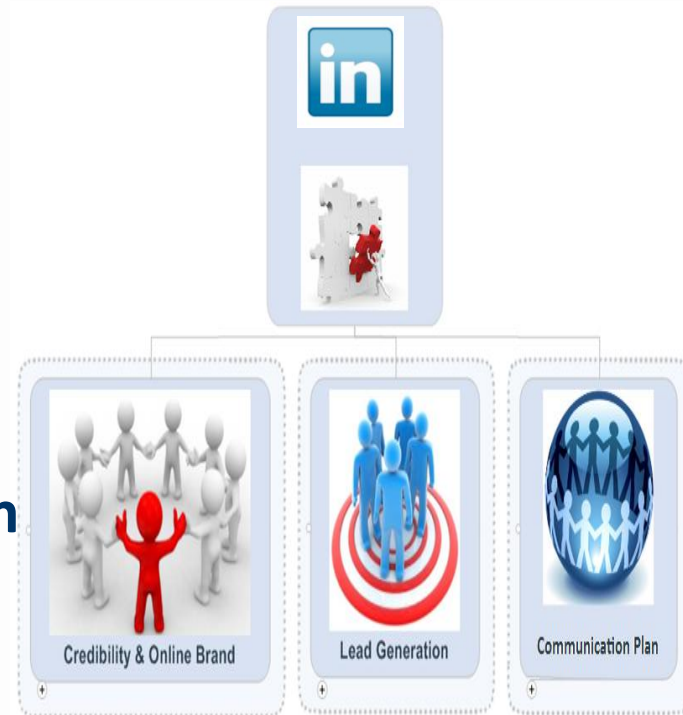 in
n
Credibility & Online Brand
Lead Generation
Communication Plan